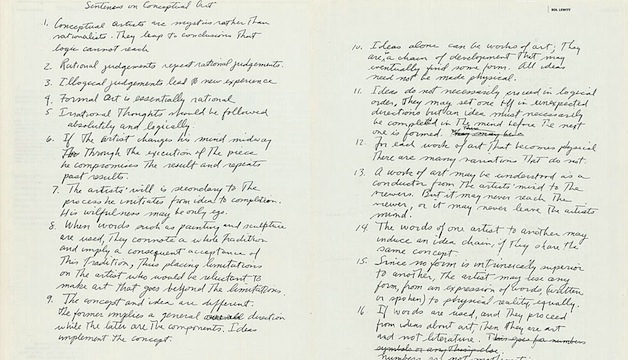 Sentences on Conceptual Art
1. Conceptual artists are mystics rather than
rationalists. They leap to conclusions that
logic cannot reach.
2. Rational judgements repeat rational judgements.
3. Illogical judgements lead to new experience
4. Formal Art is essentially rational
5 Irrational Thoughts should be followed
absolutely and logically.
6. If the artist changes his mind midway
through the execution of the piece
he compromises the result and repeats
past results.
7. The artist's will is secondary to the
process he initiates from idea to completion.
His wilfulness may be only ego.
8. When words such as painting and sculpture
are used, they connote a whole tradition
and imply a consequent acceptance of
this tradition, thus placing limitations
on the artist who would be reluctant to
make art that goes beyond the limitations
9. The concept and idea are different.
The former implies a general direction
while the later are the components. Ideas
implement the concept.
SOL LEWITT
10. Ideas alone can be works of art; They
are a chain of development that may
eventually find some form. All ideas
need not be made physical.
11. Ideas do not necessarily proceed in logical
order, they may set one off in unexpected
directions but an idea must necessarily
be completed in the mind before the next
one is formed.
12. For each work of art that becomes physical
there are many variations that do not.
13. A work of art may be understood as a
conductor from the artists' mind to the
viewers. But it may never reach the
viewer, or it may never leave the artists
mind.
14. The words of one artist to another may
induce an idea chain, if they share the
same concept.
15. Since no form is intrinsically superior
to another, the artist may use any
form, from an expression of words, (written
or spoken) to physical reality, equally.
16 If words are used, and they proceed
from ideas about art, then they are art
and not literature.
numbers are not